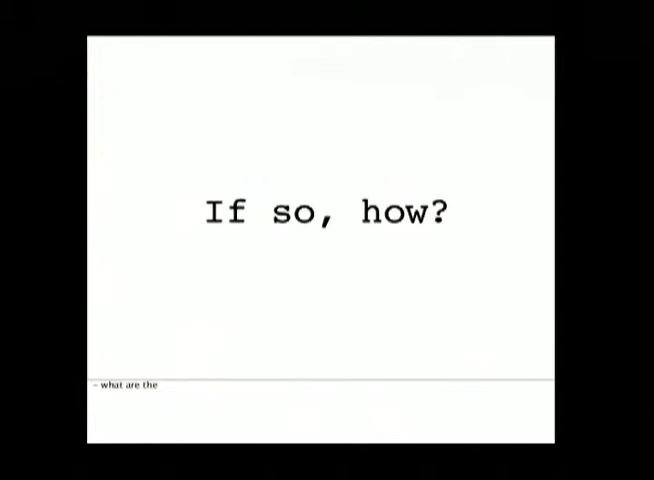 If so, how?
- what are the